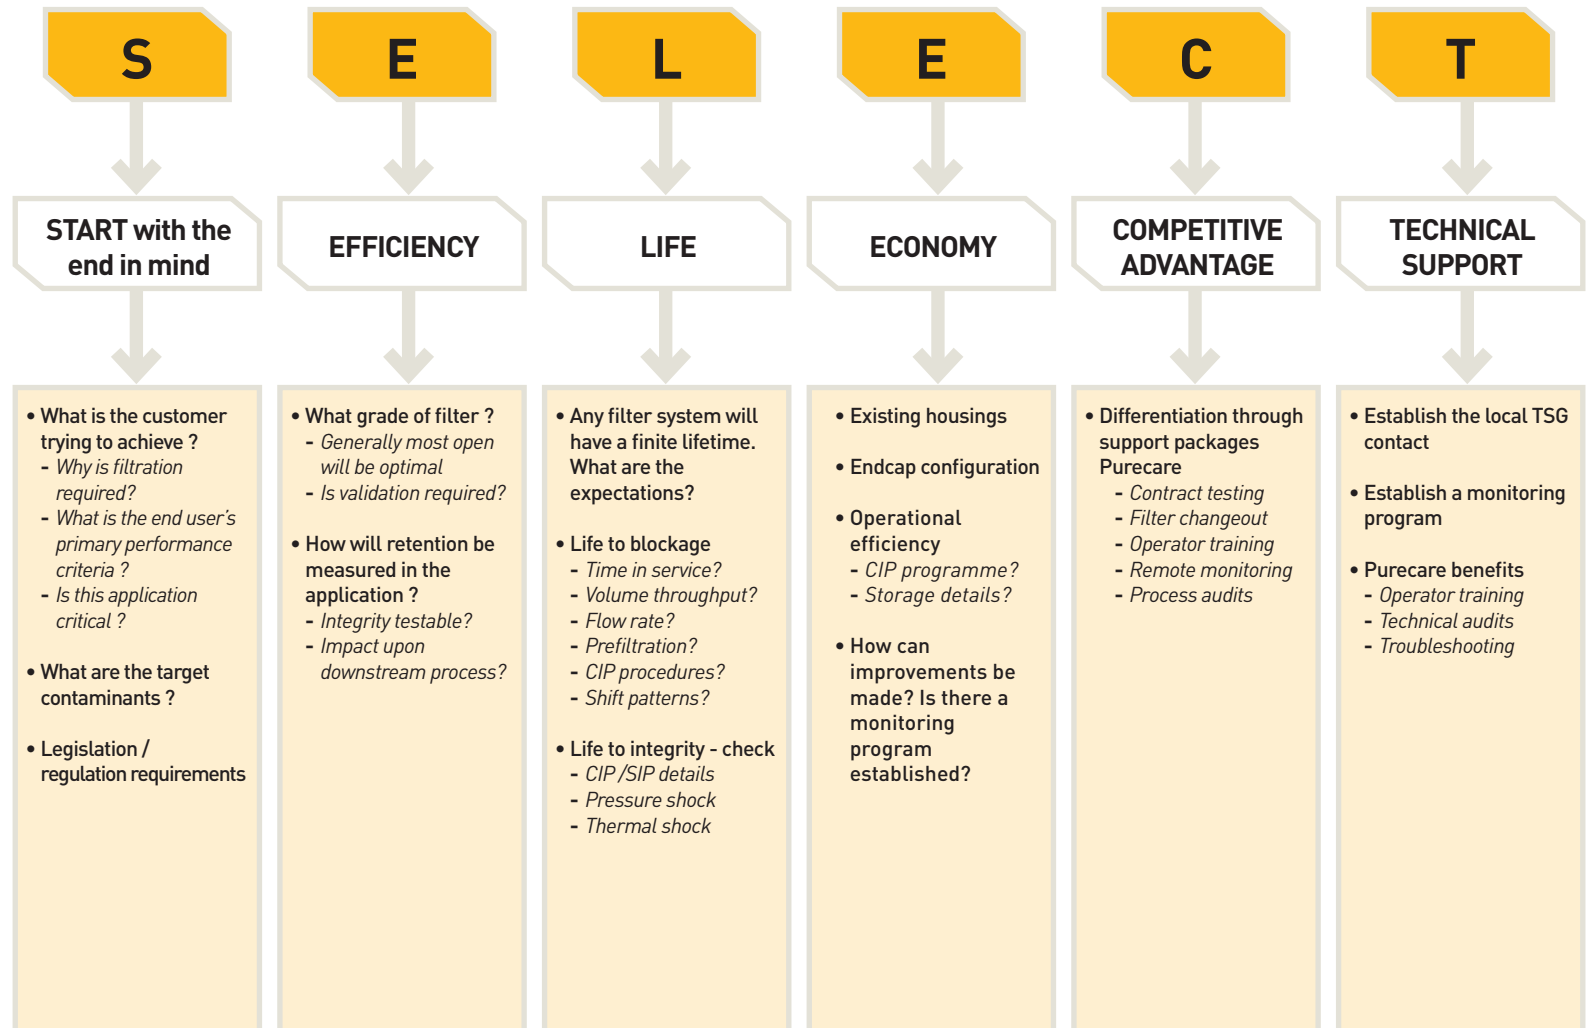 S
START with the
end in mind
• What is the customer
trying to achieve ?
- Why is filtration
required?
- What is the end user's
primary performance
criteria ?
- Is this application
critical ?
• What are the target
contaminants ?
• Legislation /
regulation requirements
E
EFFICIENCY
• What grade of filter ?
- Generally most open
will be optimal
- Is validation required?
• How will retention be
measured in the
application ?
- Integrity testable?
- Impact upon
downstream process?
L
LIFE
• Any filter system will
have a finite lifetime.
What are the
expectations?
• Life to blockage
- Time in service?
- Volume throughput?
- Flow rate?
- Prefiltration?
- CIP procedures?
- Shift patterns?
• Life to integrity - check
- CIP /SIP details
- Pressure shock
- Thermal shock
E
ECONOMY
• Existing housings
• Endcap configuration
• Operational
efficiency
- CIP programme?
- Storage details?
• How can
improvements be
made? Is there a
monitoring
program
established?
C
COMPETITIVE
ADVANTAGE
• Differentiation through
support packages
Purecare
- Contract testing
- Filter changeout
- Operator training
- Remote monitoring
- Process audits
T
TECHNICAL
SUPPORT
• Establish the local TSG
contact
• Establish a monitoring
program
• Purecare benefits
- Operator training
- Technical audits
- Troubleshooting